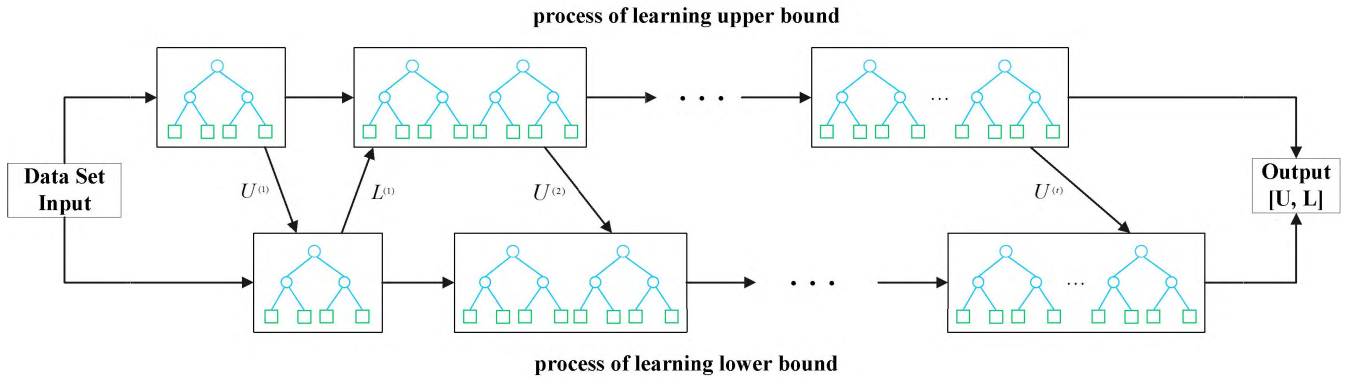 process of learning upper bound
. . .
...
Data Set
Input
U(1)
L(1)
U(2)
U(t)
Output
[U, L]
. . .
...
process of learning lower bound